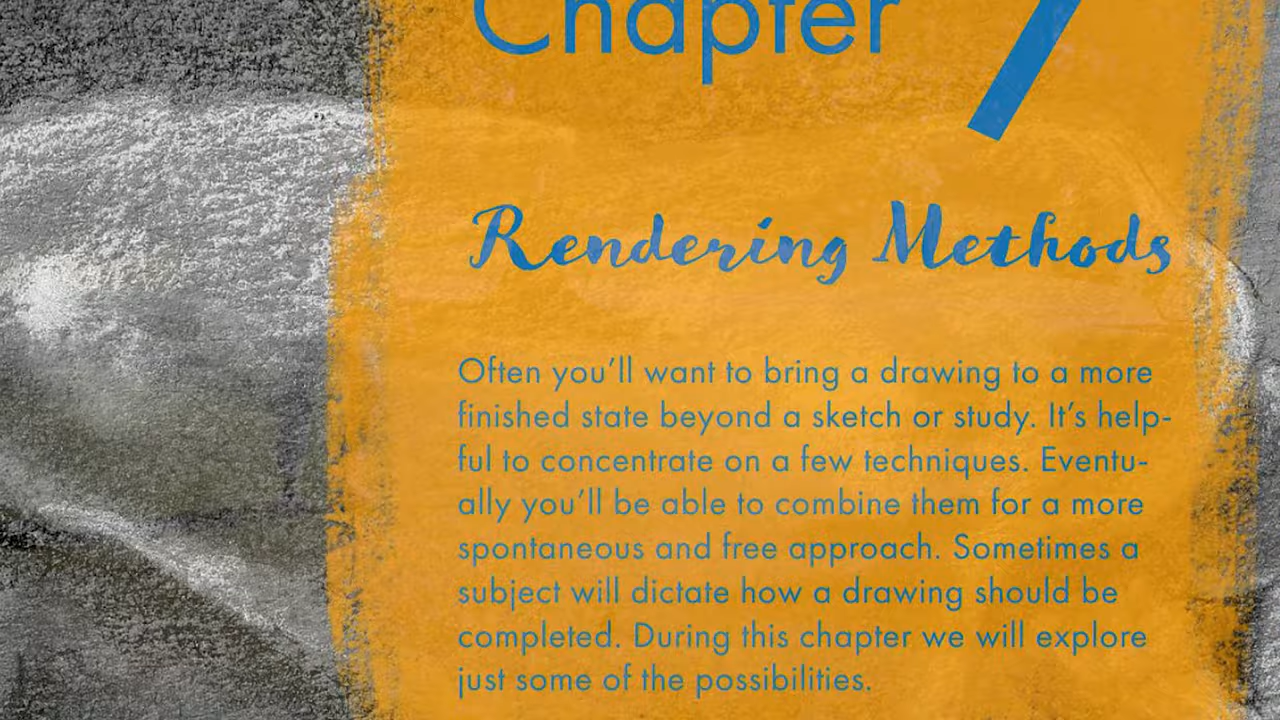 Chapter 7
Rendering Methods
Often you’ll want to bring a drawing to a more
finished state beyond a sketch or study. It’s help-
ful to concentrate on a few techniques. Eventu-
ally you’ll be able to combine them for a more
spontaneous and free approach. Sometimes a
subject will dictate how a drawing should be
completed. During this chapter we will explore
just some of the possibilities.